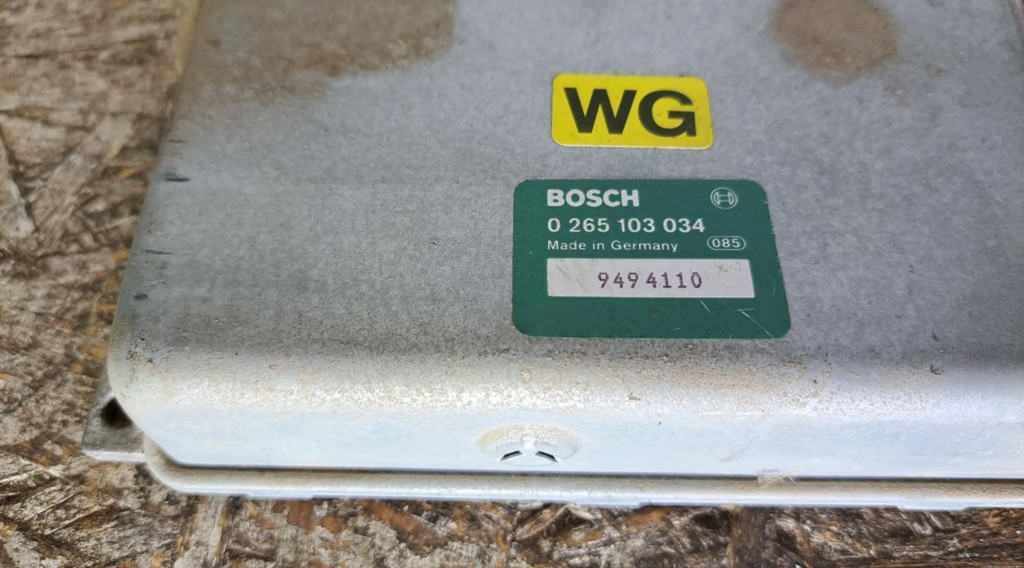 WG
BOSCH
0 265 103 034
Made in Germany 085
9494110